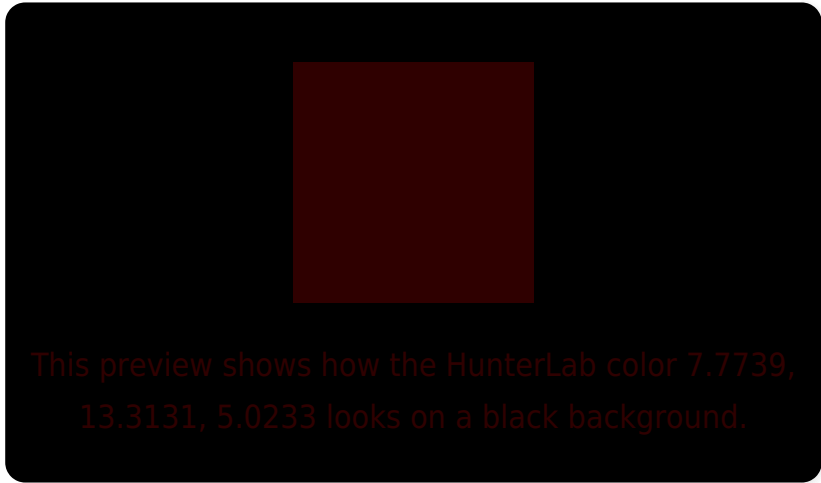 This preview shows how the HunterLab color 7.7739,
13.3131, 5.0233 looks on a black background.